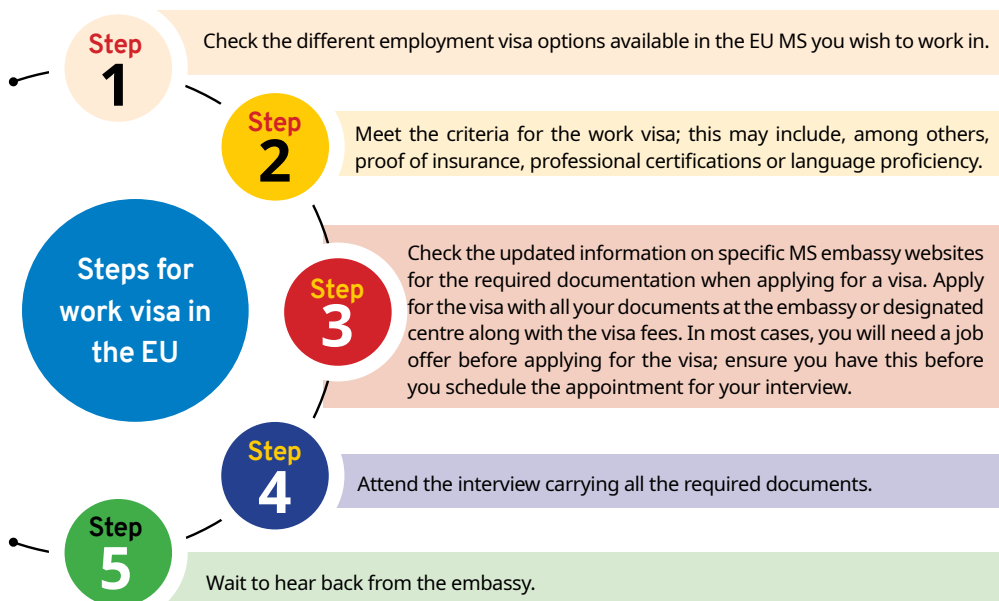 Step
1
Check the different employment visa options available in the EU MS you wish to work in.
Step
2
Meet the criteria for the work visa; this may include, among others,
proof of insurance, professional certifications or language proficiency.
Steps for
work visa in
the EU
Step
3
Check the updated information on specific MS embassy websites
for the required documentation when applying for a visa. Apply
for the visa with all your documents at the embassy or designated
centre along with the visa fees. In most cases, you will need a job
offer before applying for the visa; ensure you have this before
you schedule the appointment for your interview.
Step
4
Attend the interview carrying all the required documents.
Step
5
Wait to hear back from the embassy.